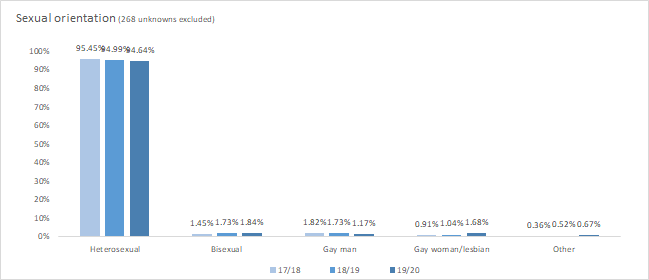 Sexual orientation (268 unknowns excluded)
95.45% 94.99% 94.64%
100%
90%
80%
70%
60%
50%
40%
30%
20%
10%
0%
1.45% 1.73% 1.84%
1.82% 1.73% 1.17%
0.91% 1.04% 1.68%
0.36% 0.52% 0.67%
Heterosexual Bisexual Gay man Gay woman/lesbian Other
17/18 18/19 19/20